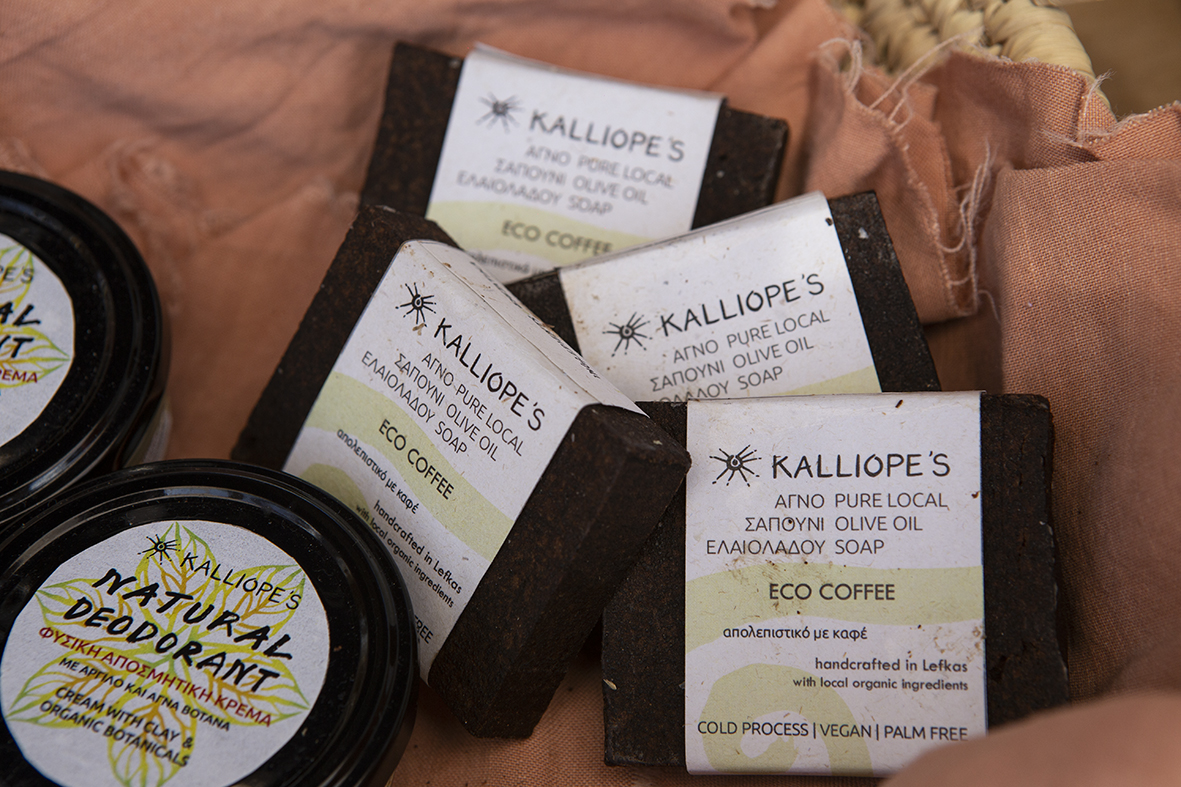 KALLIOPE'S
ΑΓΝΟ PURE LOCAL
ΣΑΠΟΥΝΙ OLIVE OIL
ΕΛΑΙΟΛΑΔΟΥ SOAP
ECO COFFEE
KALLIOPE'S
ΑΓΝΟ PURE LOCAL
ΣΑΠΟΥΝΙ OLIVE OIL
SOAP
KALLIOPE'S
ΑΓΝΟ PURE LOCAL
ΣΑΠΟΥΝΙ OLIVE OIL
ΕΛΑΙΟΛΑΔΟΥ SOAP
ECO COFFEE
απολεπιστικό με καφέ
handcrafted in Lefkas
with local organic ingredients
FREE
KALLIOPE'S
ΑΓΝΟ PURE LOCAL
ΣΑΠΟΥΝΙ OLIVE OIL
ΕΛΑΙΟΛΑΔΟΥ SOAP
ECO COFFEE
απολεπιστικό με καφέ
handcrafted in Lefkas
with local organic ingredients
COLD PROCESS | VEGAN | PALM FREE
KALLIOPE'S
NATURAL
DEODORANT
ΦΥΣΙΚΗ ΑΠΟΣΜΗΤΙΚΗ ΚΡΕΜΑ
ΜΕ ΑΡΓΙΛΟ ΚΑΙ ΑΓΝΑ ΒΟΤΑΝΑ
CREAM WITH CLAY &
ORGANIC BOTANICALS